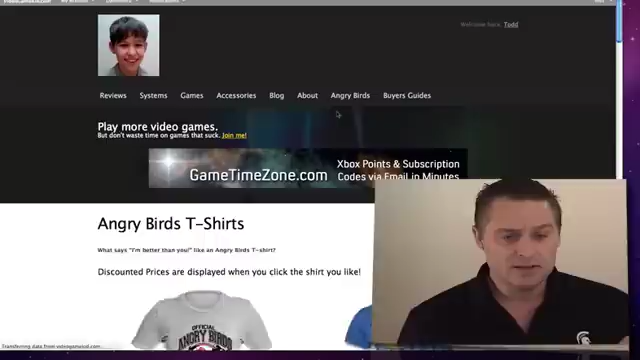 Welcome back, Todd
Reviews Systems Games Accessories Blog About Angry Birds Buyers Guides
Play more video games.
But don't waste time on games that suck. Join me!
GameTimeZone.com
Xbox Points & Subscription
Codes via Email in Minutes
Angry Birds T-Shirts
What says "I'm better than you!" like an Angry Birds T-shirt?
Discounted Prices are displayed when you click the shirt you like!
OFFICIAL
ANGRY BIRDS